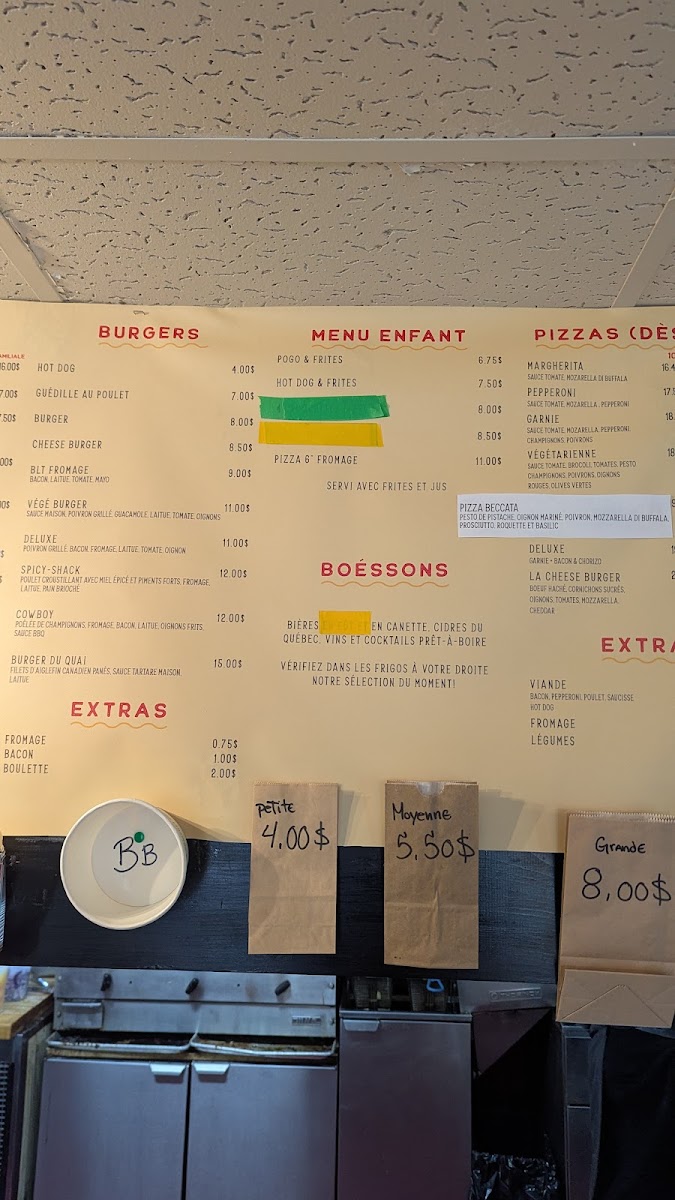 BURGERS
HOT DOG 4.00$
GUÉDILLE AU POULET 7.00$
BURGER 8.00$
CHEESE BURGER 8.50$
BLT FROMAGE 9.00$
BACON, LAITUE, TOMATE, MAYO
VÉGÉ BURGER 11.00$
SAUCE MAISON, POIVRON GRILLÉ, GUACAMOLE, LAITUE, TOMATE, OIGNONS
DELUXE 11.00$
POIVRON GRILLÉ, BACON, FROMAGE, LAITUE, TOMATE, OIGNON
SPICY-SHACK 12.00$
POULET CROUSTILLANT AVEC MIEL ÉPICÉ ET PIMENTS FORTS, FROMAGE,
LAITUE, PAIN BRIOCHÉ
COWBOY 12.00$
POÊLÉE DE CHAMPIGNONS, FROMAGE, BACON, LAITUE, OIGNONS FRITS,
SAUCE BBQ
BURGER DU QUAI 15.00$
FILETS D'AIGLEFIN CANADIEN PANÉS, SAUCE TARTARE MAISON,
LAITUE
EXTRAS
FROMAGE 0.75$
BACON 1.00$
BOULETTE 2.00$
MENU ENFANT
POGO & FRITES 6.75$
HOT DOG & FRITES 7.50$
8.00$
8.50$
PIZZA 6" FROMAGE 11.00$
SERVI AVEC FRITES ET JUS
BOÉSSONS
BIÈRES EN CANETTE, CIDRES DU
QUÉBEC, VINS ET COCKTAILS PRÊT-À-BOIRE
VÉRIFIEZ DANS LES FRIGOS À VOTRE DROITE
NOTRE SÉLECTION DU MOMENT!
PIZZAS (DÈS
MARGHERITA
SAUCE TOMATE, MOZARELLA DI BUFALA
PEPPERONI
SAUCE TOMATE, MOZARELLA, PEPPERONI
GARNIE
SAUCE TOMATE, MOZARELLA, PEPPERONI,
CHAMPIGNONS, POIVRONS
VÉGÉTARIENNE
SAUCE TOMATE, BROCOLI, TOMATES, PESTO
CHAMPIGNONS, POIVRONS, OIGNONS
ROUGES, OLIVES VERTES
PIZZA BECCATA
PESTO DE PISTACHE, OIGNON MARINÉ, POIVRON, MOZZARELLA DI BUFALA,
PROSCIUTTO, ROQUETTE ET BASILIC
DELUXE
GARNIE + BACON & CHORIZO
LA CHEESE BURGER
BOEUF HACHÉ, CORNICHONS SUCRÉS,
OIGNONS, TOMATES, MOZZARELLA,
CHEDDAR
EXTRA
VIANDE
BACON, PEPPERONI, POULET, SAUCISSE
HOT DOG
FROMAGE
LÉGUMES
BB
PETITE
4.00$
Moyenne
5.50$
GRANDE
8,00$